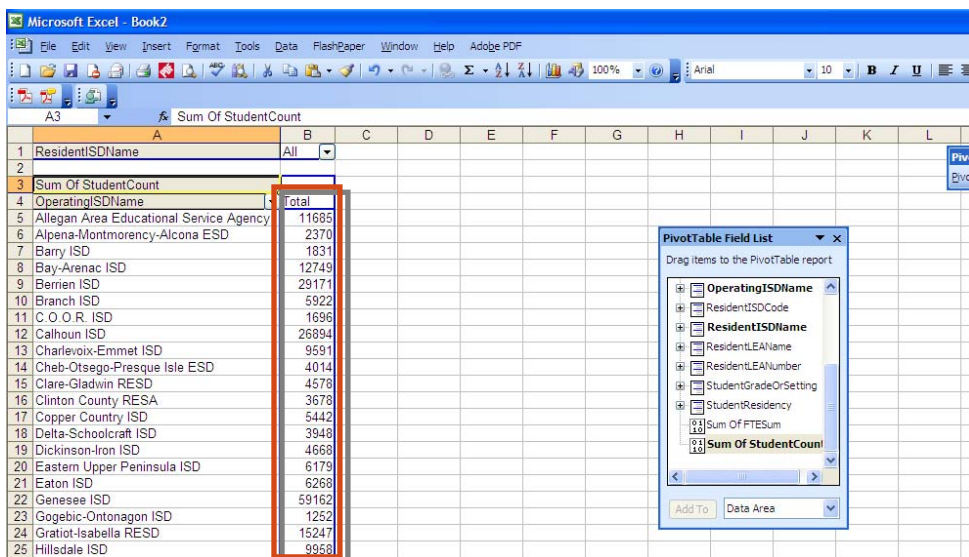 Microsoft Excel - Book2
File Edit View Insert Format Tools Data FlashPaper Window Help Adobe PDF
100% Arial 10 B I U
A3 fx Sum Of StudentCount
A B C D E F G H I J K L
1 ResidentISDName All
2
3 Sum Of StudentCount
4 OperatingISDName Total
5 Allegan Area Educational Service Agency 11685
6 Alpena-Montmorency-Alcona ESD 2370
7 Barry ISD 1831
8 Bay-Arenac ISD 12749
9 Berrien ISD 29171
10 Branch ISD 5922
11 C.O.O.R. ISD 1696
12 Calhoun ISD 26894
13 Charlevoix-Emmet ISD 9591
14 Cheb-Otsego-Presque Isle ESD 4014
15 Clare-Gladwin RESD 4578
16 Clinton County RESA 3678
17 Copper Country ISD 5442
18 Delta-Schoolcraft ISD 3948
19 Dickinson-Iron ISD 4668
20 Eastern Upper Peninsula ISD 6179
21 Eaton ISD 6268
22 Genesee ISD 59162
23 Gogebic-Ontonagon ISD 1252
24 Gratiot-Isabella RESD 15247
25 Hillsdale ISD 9958
PivotTable Field List
Drag items to the PivotTable report
OperatingISDName
ResidentISDCode
ResidentISDName
ResidentLEAName
ResidentLEANumber
StudentGradeOrSetting
StudentResidency
Sum Of FTESum
Sum Of StudentCount
Add To Data Area